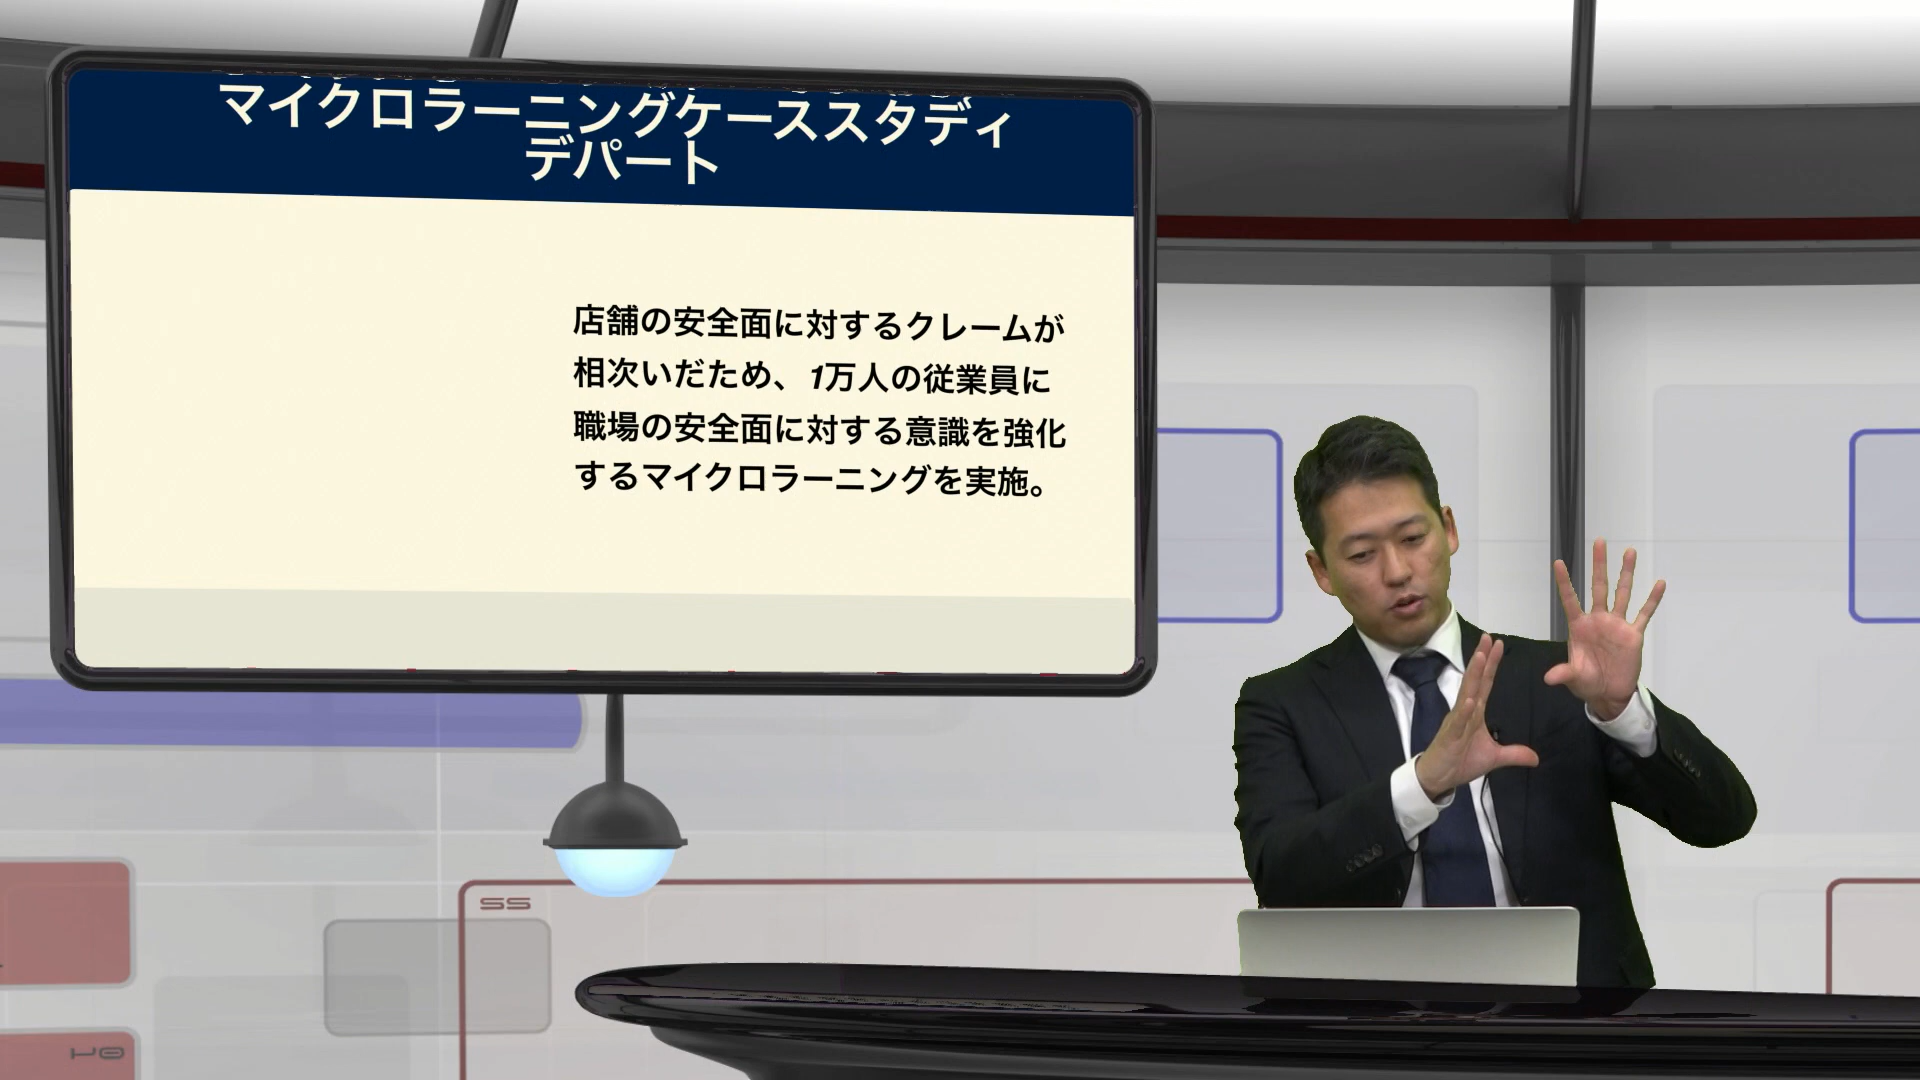 マイクロラーニングケーススタディ
デパート
店舗の安全面に対するクレームが
相次いだため、1万人の従業員に
職場の安全面に対する意識を強化
するマイクロラーニングを実施。
SS